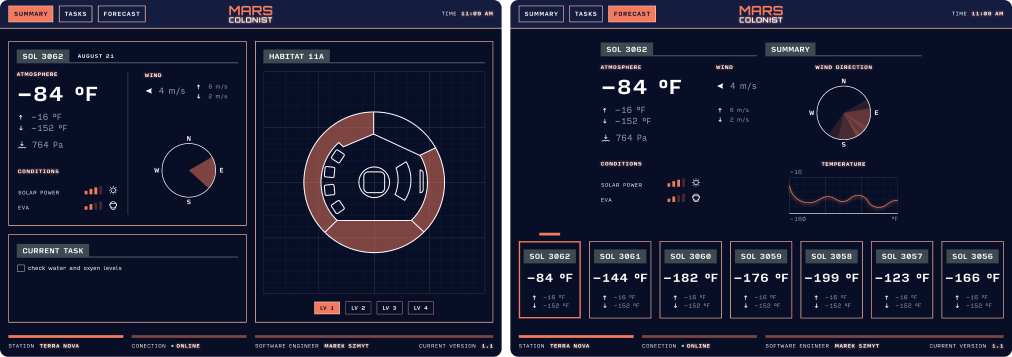 SUMMARY TASKS FORECAST
MARS
COLONIST
TIME 11:09 AM
SOL 3062 AUGUST 21
ATMOSPHERE
−84 ºF
−16 ºF
−152 ºF
764 Pa
WIND
4 m/s
6 m/s
2 m/s
N
W E
S
CONDITIONS
SOLAR POWER
EVA
CURRENT TASK
check water and oxyen levels
HABITAT 11A
LV 1 LV 2 LV 3 LV 4
STATION TERRA NOVA
CONECTION ONLINE
SOFTWARE ENGINEER MAREK SZMYT
CURRENT VERSION 1.1
SUMMARY TASKS FORECAST
MARS
COLONIST
TIME 11:09 AM
SOL 3062
ATMOSPHERE
−84 ºF
−16 ºF
−152 ºF
764 Pa
WIND
4 m/s
6 m/s
2 m/s
CONDITIONS
SOLAR POWER
EVA
SUMMARY
WIND DIRECTION
N
W E
S
TEMPERATURE
−16
−160 ºF
SOL 3062
−84 ºF
−16 ºF
−152 ºF
SOL 3061
−144 ºF
−16 ºF
−152 ºF
SOL 3060
−182 ºF
−16 ºF
−152 ºF
SOL 3059
−176 ºF
−16 ºF
−152 ºF
SOL 3058
−199 ºF
−16 ºF
−152 ºF
SOL 3057
−123 ºF
−16 ºF
−152 ºF
SOL 3056
−166 ºF
−16 ºF
−152 ºF
STATION TERRA NOVA
CONECTION ONLINE
SOFTWARE ENGINEER MAREK SZMYT
CURRENT VERSION 1.1